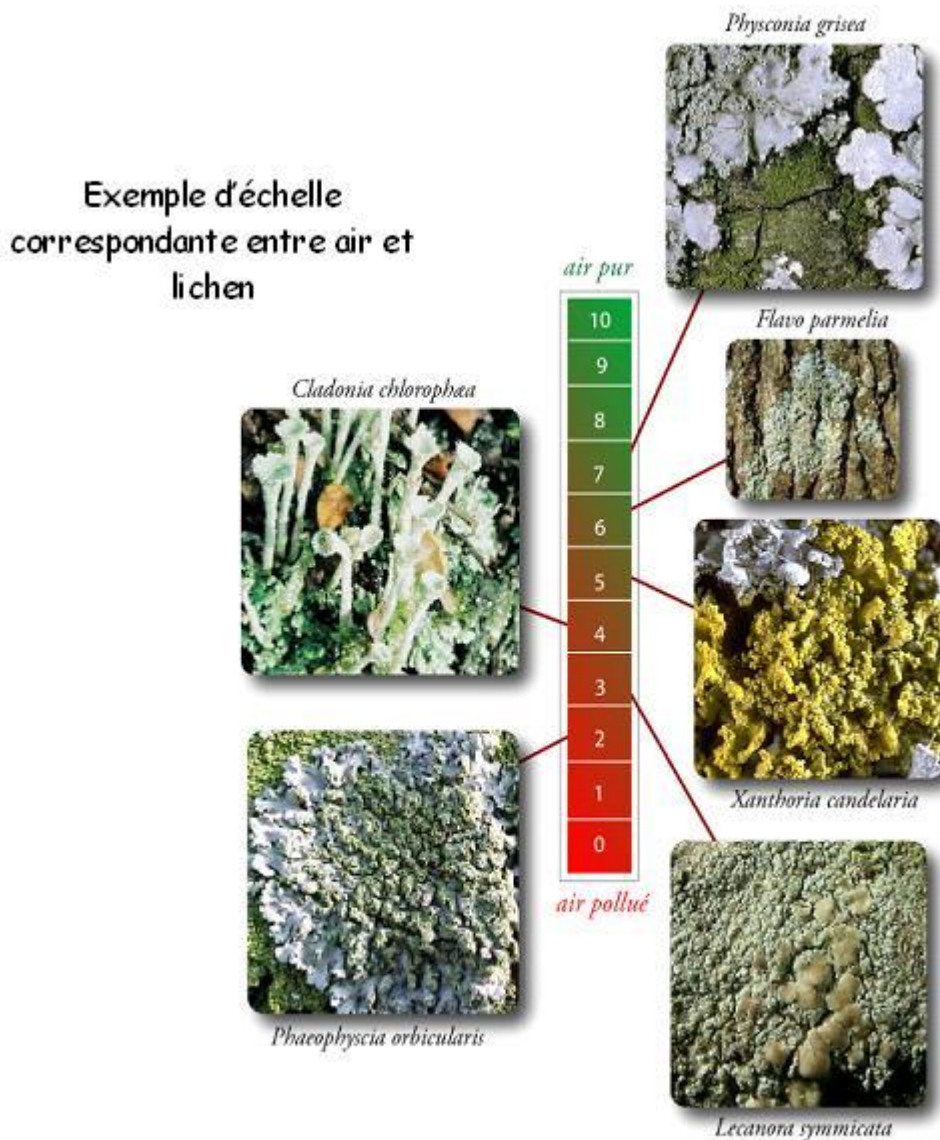 Physconia grisea
Exemple d'échelle
correspondante entre air et
lichen
air pur
Flavo parmelia
Cladonia chlorophæa
10
9
8
7
6
5
4
3
2
1
0
Xanthoria candelaria
air pollué
Phaeophyscia orbicularis
Lecanora symmicata